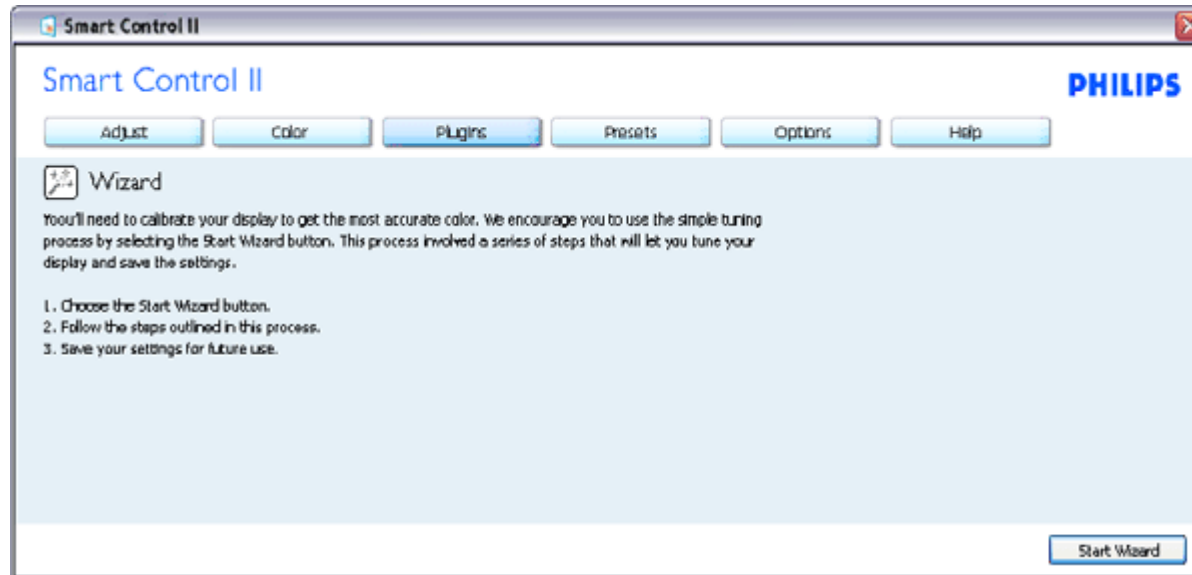 Smart Control II
Smart Control II
PHILIPS
Adjust Color Plugins Presets Options Help
Wizard
Yoou'll need to calibrate your display to get the most accurate color. We encourage you to use the simple tuning
process by selecting the Start Wizard button. This process involved a series of steps that will let you tune your
display and save the settings.
1. Choose the Start Wizard button.
2. Follow the steps outlined in this process.
3. Save your settings for future use.
Start Wizard